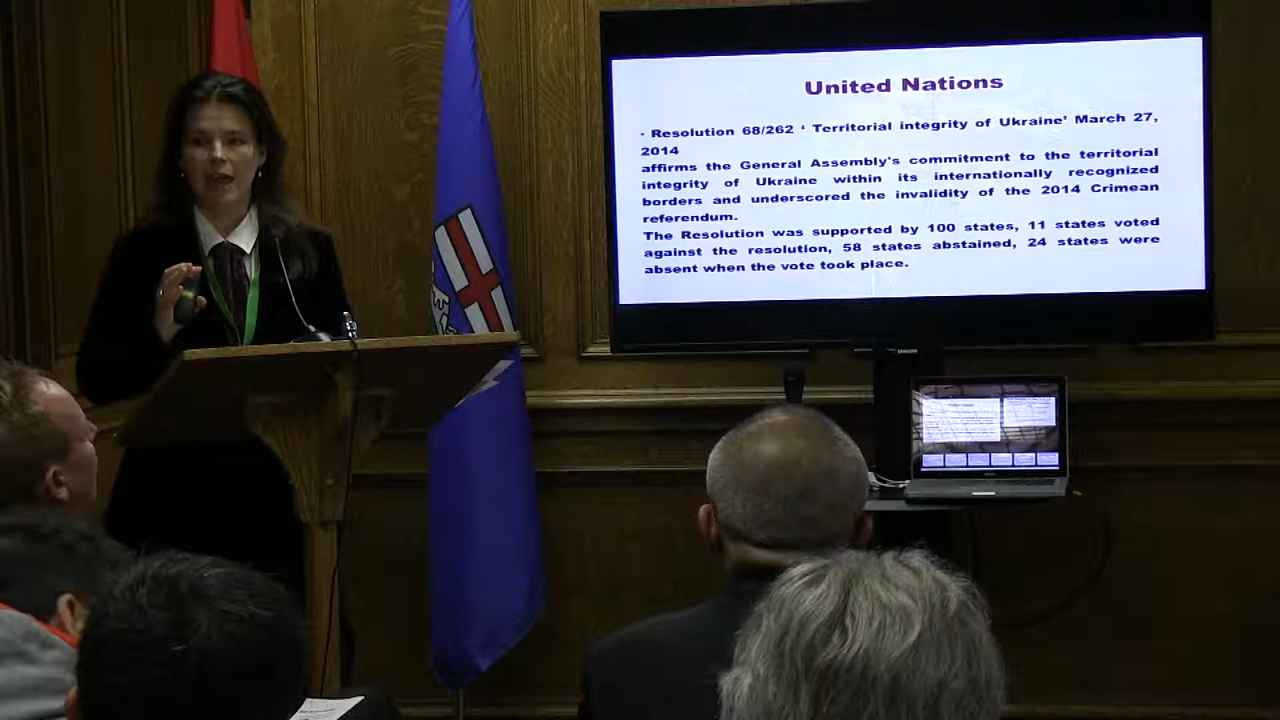 United Nations
- Resolution 68/262 ‘ Territorial integrity of Ukraine’ March 27,
2014
affirms the General Assembly's commitment to the territorial
integrity of Ukraine within its internationally recognized
borders and underscored the invalidity of the 2014 Crimean
referendum.
The Resolution was supported by 100 states, 11 states voted
against the resolution, 58 states abstained, 24 states were
absent when the vote took place.
SAMSUNG